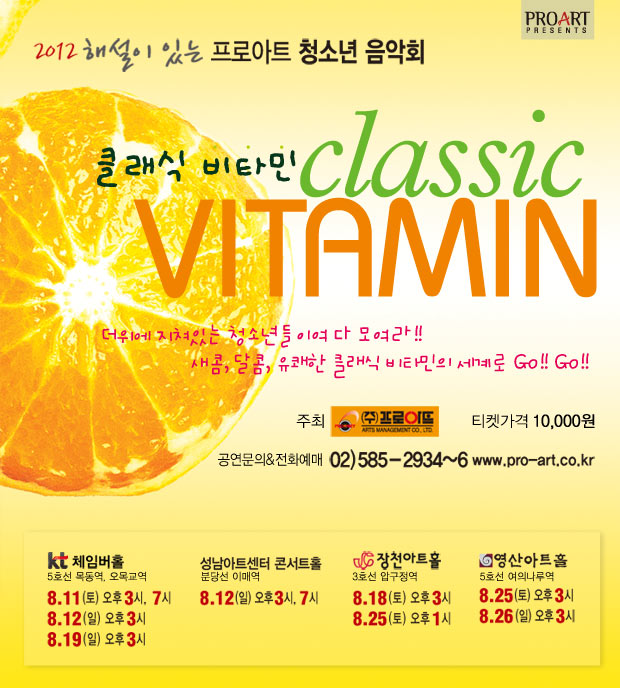 PROART
PRESENTS
2012 해설이 있는 프로아트 청소년 음악회
클래식 비타민 classic
VITAMIN
더위에 지쳐있는 청소년들이여 다 모여라!!
새콤, 달콤, 유쾌한 클래식 비타민의 세계로 Go!! Go!!
주최 (주)프로아트 티켓가격 10,000원
ARTS MANAGEMENT CO., LTD.
공연문의&전화예매 02)585-2934~6 www.pro-art.co.kr
kt 체임버홀
5호선 목동역, 오목교역
8.11(토) 오후3시, 7시
8.12(일) 오후3시
8.19(일) 오후3시
성남아트센터 콘서트홀
분당선 이매역
8.12(일) 오후3시, 7시
장천아트홀
3호선 압구정역
8.18(토) 오후3시
8.25(토) 오후1시
영산아트홀
5호선 여의나루역
8.25(토) 오후3시
8.26(일) 오후3시